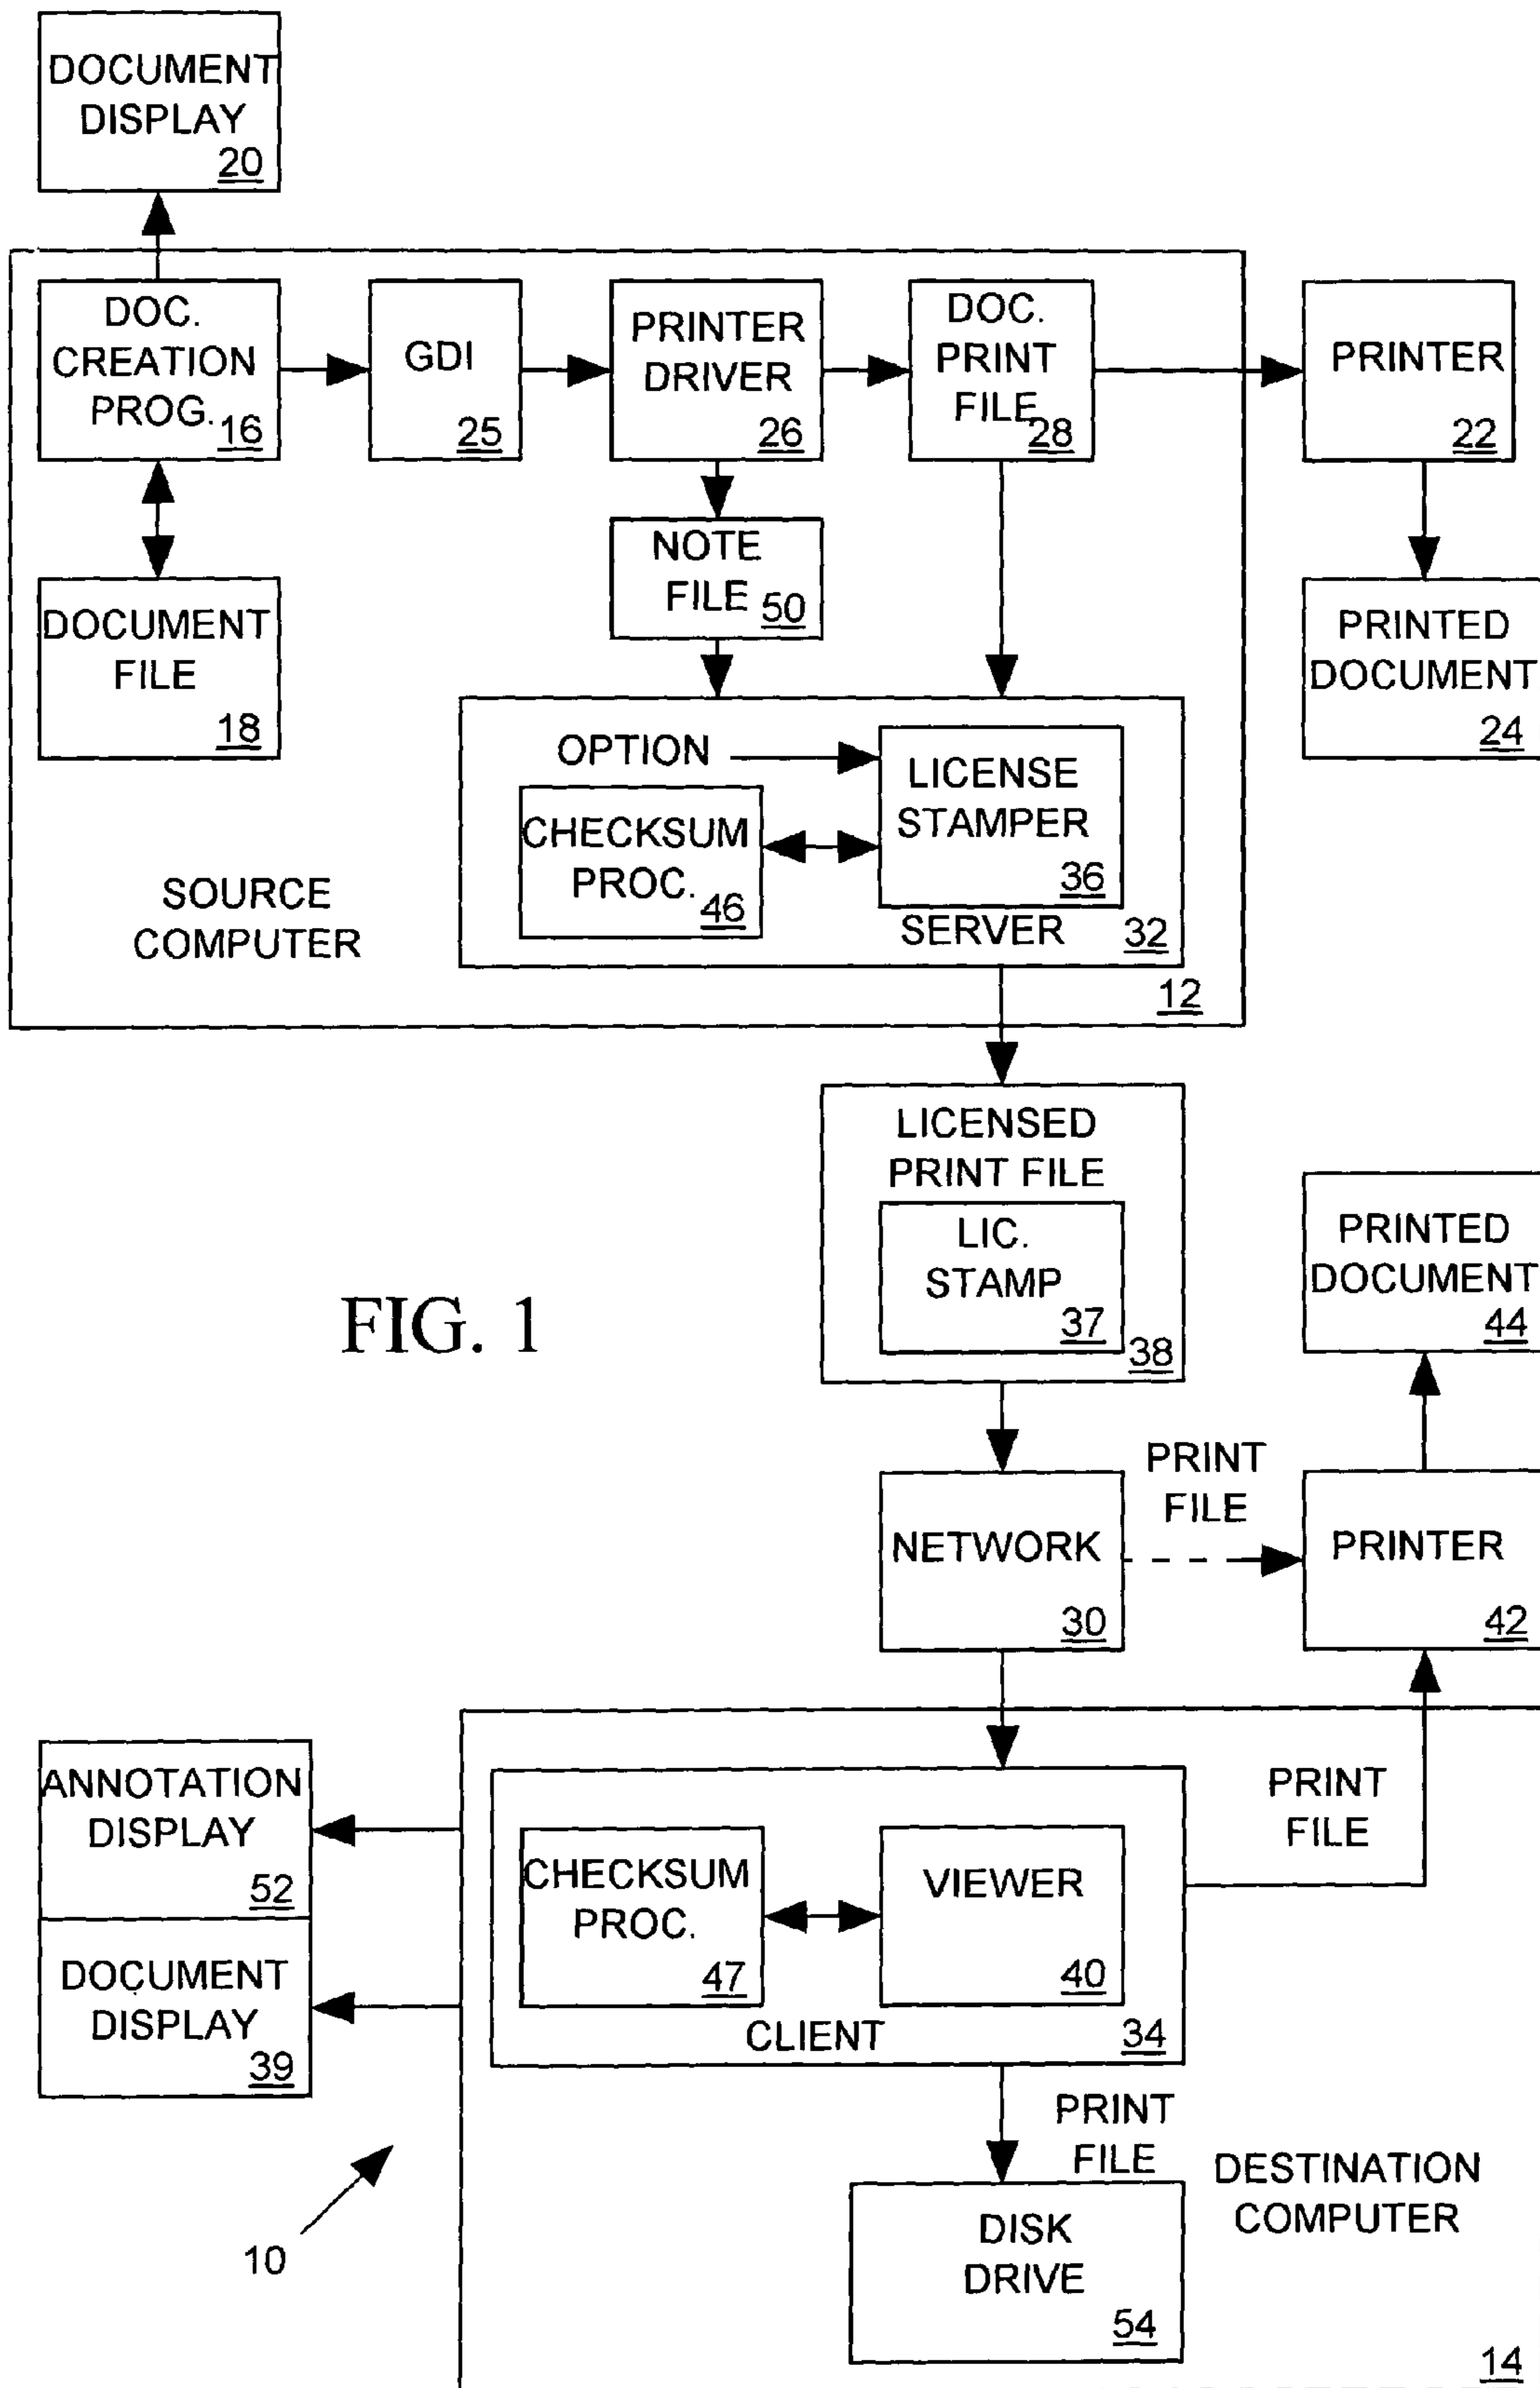 DOCUMENT
DISPLAY
20
DOC.
CREATION
PROG.
16
GDI
25
PRINTER
DRIVER
26
DOC.
PRINT
FILE
28
PRINTER
22
NOTE
FILE
50
DOCUMENT
FILE
18
PRINTED
DOCUMENT
24
OPTION
LICENSE
STAMPER
36
CHECKSUM
PROC.
46
SERVER
32
SOURCE
COMPUTER
12
LICENSED
PRINT FILE
LIC.
STAMP
37
38
FIG. 1
PRINTED
DOCUMENT
44
PRINT
FILE
NETWORK
30
PRINTER
42
ANNOTATION
DISPLAY
52
DOCUMENT
DISPLAY
39
CHECKSUM
PROC.
47
VIEWER
40
CLIENT
34
PRINT
FILE
PRINT
FILE
DISK
DRIVE
54
DESTINATION
COMPUTER
14
10